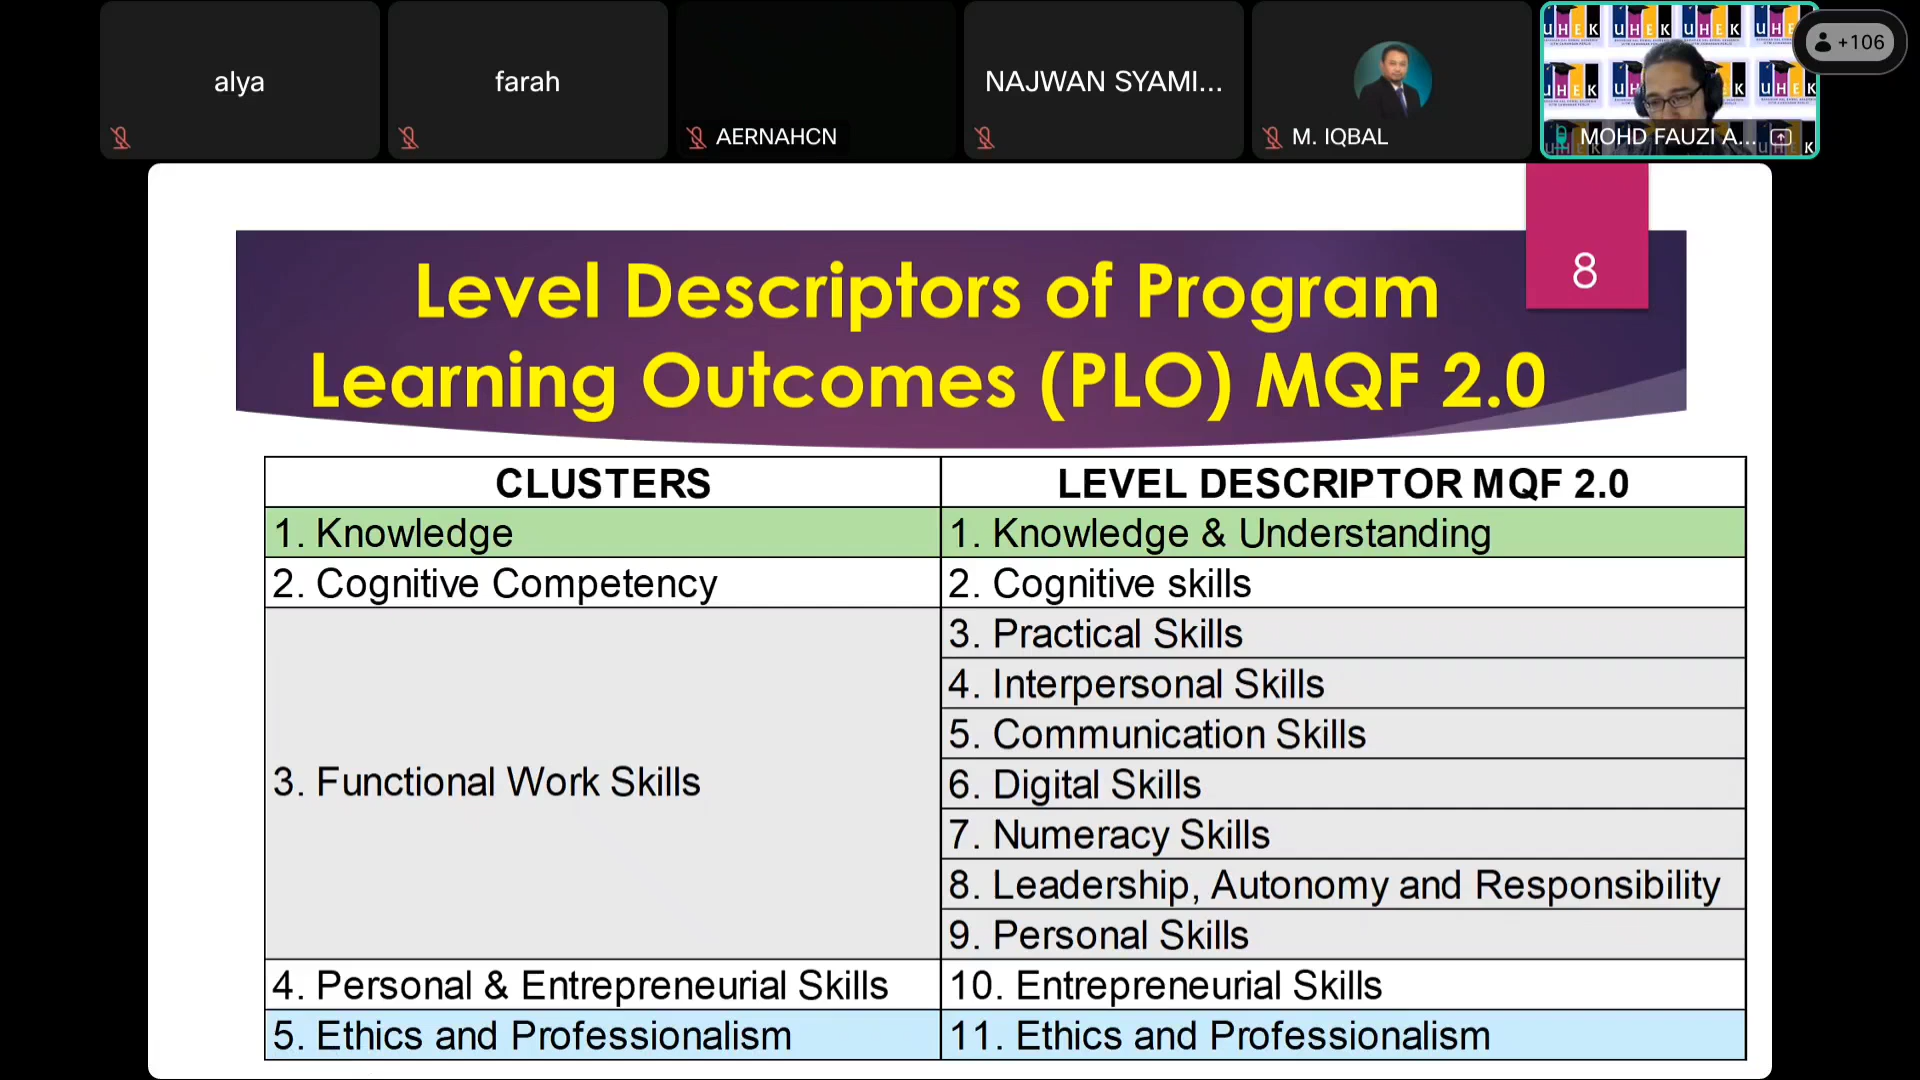 alya
farah
AERNAHCN
NAJWAN SYAMI...
M. IQBAL
MOHD FAUZI A...
+106
8
Level Descriptors of Program
Learning Outcomes (PLO) MQF 2.0
CLUSTERS
LEVEL DESCRIPTOR MQF 2.0
1. Knowledge
1. Knowledge & Understanding
2. Cognitive Competency
2. Cognitive skills
3. Functional Work Skills
3. Practical Skills
4. Interpersonal Skills
5. Communication Skills
6. Digital Skills
7. Numeracy Skills
8. Leadership, Autonomy and Responsibility
9. Personal Skills
4. Personal & Entrepreneurial Skills
10. Entrepreneurial Skills
5. Ethics and Professionalism
11. Ethics and Professionalism